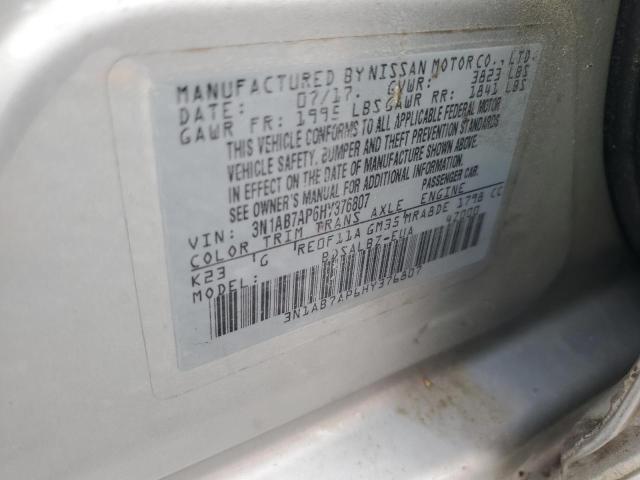 MANUFACTURED BY NISSAN MOTOR CO., LTD.
DATE: 07/17. GVWR: 3823 LBS
GAWR FR: 1995 LBS GAWR RR: 1841 LBS
THIS VEHICLE CONFORMS TO ALL APPLICABLE FEDERAL MOTOR
VEHICLE SAFETY, BUMPER AND THEFT PREVENTION STANDARDS
IN EFFECT ON THE DATE OF MANUFACTURE SHOWN ABOVE.
SEE OWNER'S MANUAL FOR ADDITIONAL INFORMATION.
VIN: 3N1AB7AP6HY376807 PASSENGER CAR
COLOR TRIM TRANS AXLE ENGINE
K23 G RE0F11A GM35 MRA8DE 1798 CC
MODEL: 47000
3N1AB7AP6HY376807